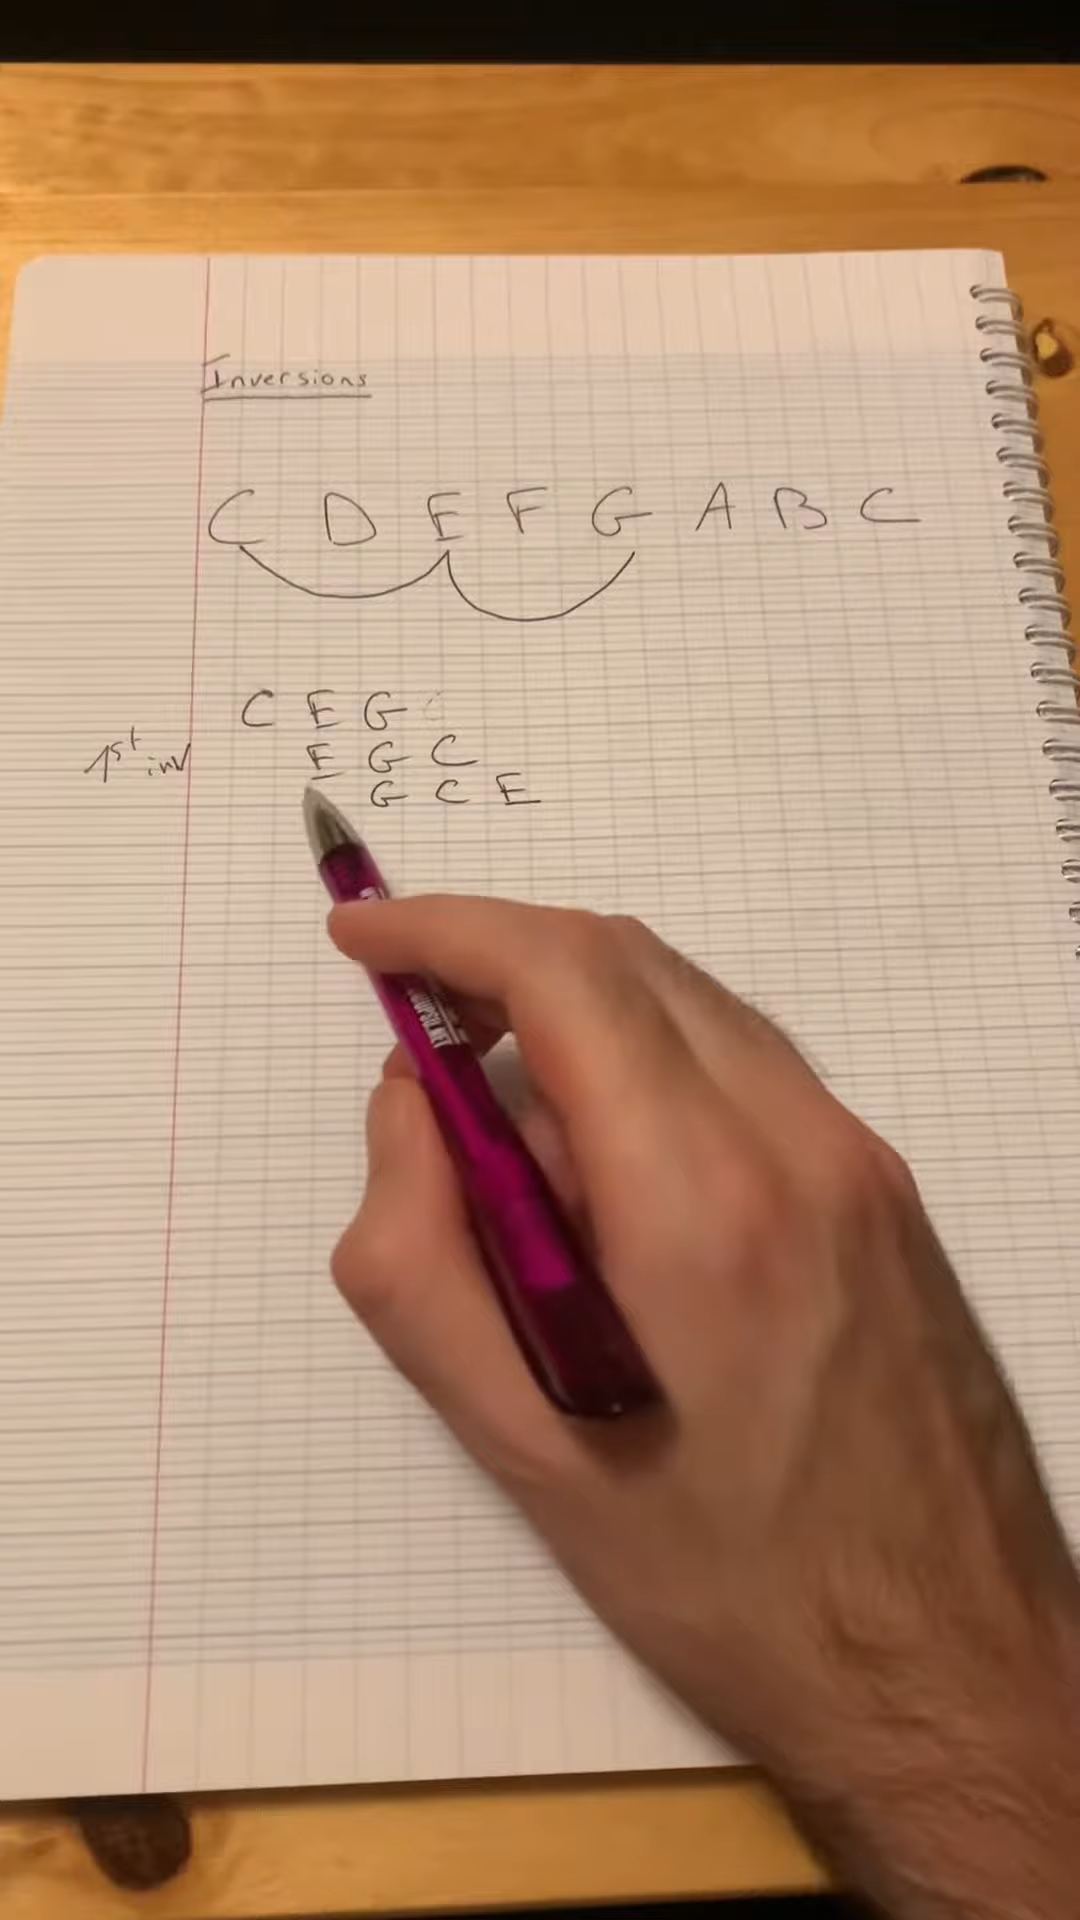 Inversions
C D E F G A B C
C E G
1st inv E G C
G C E